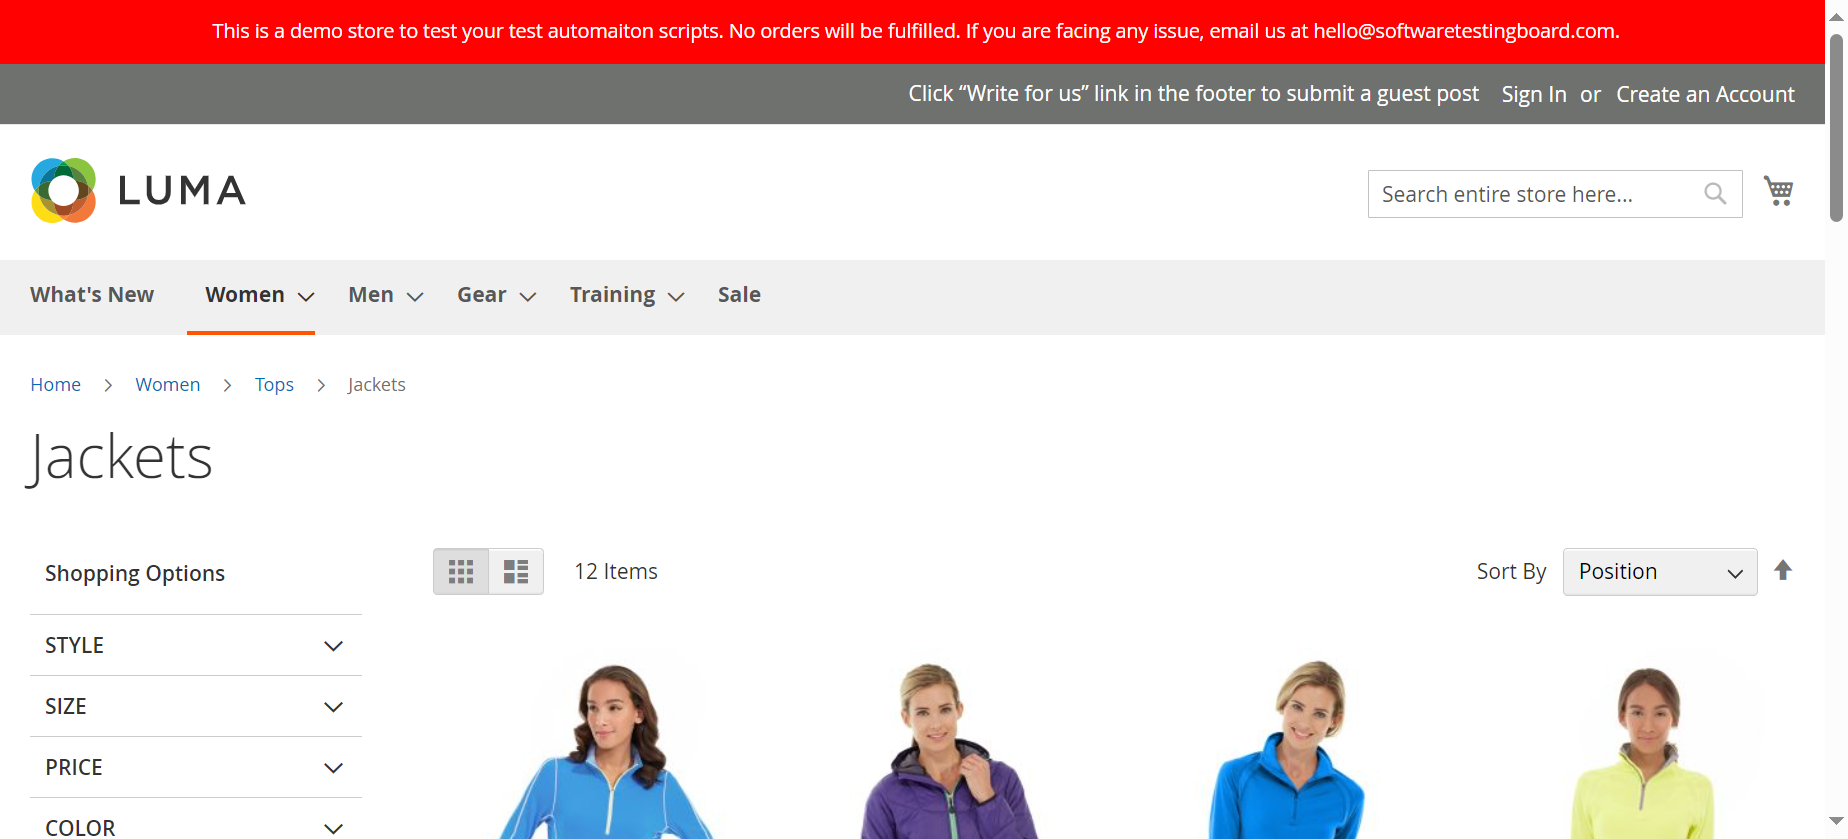 This is a demo store to test your test automaiton scripts. No orders will be fulfilled. If you are facing any issue, email us at hello@softwaretestingboard.com.
Click “Write for us” link in the footer to submit a guest post Sign In or Create an Account
LUMA
Search entire store here...
What's New Women Men Gear Training Sale
Home Women Tops Jackets
Jackets
Shopping Options
12 Items
Sort By Position
STYLE
SIZE
PRICE
COLOR